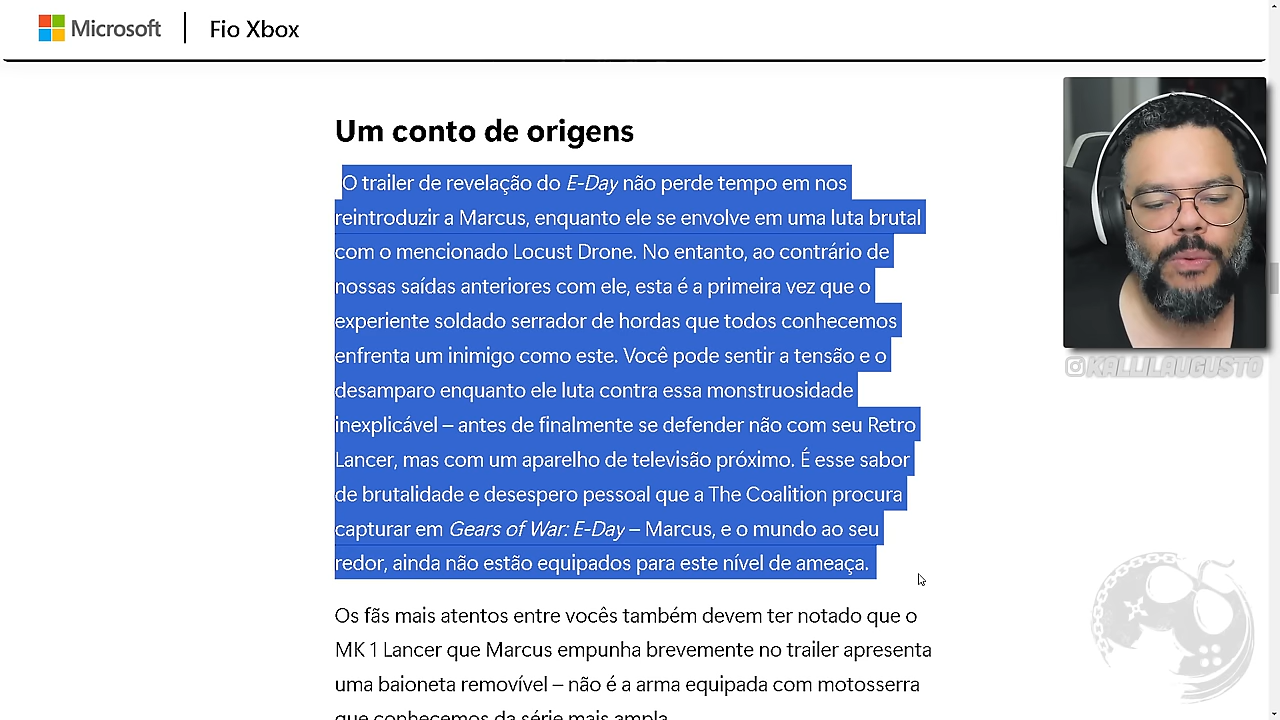 Microsoft
Fio Xbox
Um conto de origens
O trailer de revelação do E-Day não perde tempo em nos
reintroduzir a Marcus, enquanto ele se envolve em uma luta brutal
com o mencionado Locust Drone. No entanto, ao contrário de
nossas saídas anteriores com ele, esta é a primeira vez que o
experiente soldado serrador de hordas que todos conhecemos
enfrenta um inimigo como este. Você pode sentir a tensão e o
desamparo enquanto ele luta contra essa monstruosidade
inexplicável – antes de finalmente se defender não com seu Retro
Lancer, mas com um aparelho de televisão próximo. É esse sabor
de brutalidade e desespero pessoal que a The Coalition procura
capturar em Gears of War: E-Day – Marcus, e o mundo ao seu
redor, ainda não estão equipados para este nível de ameaça.
Os fãs mais atentos entre vocês também devem ter notado que o
MK 1 Lancer que Marcus empunha brevemente no trailer apresenta
uma baioneta removível – não é a arma equipada com motosserra
que conhecemos da série mais ampla
KALLILAUGUSTO